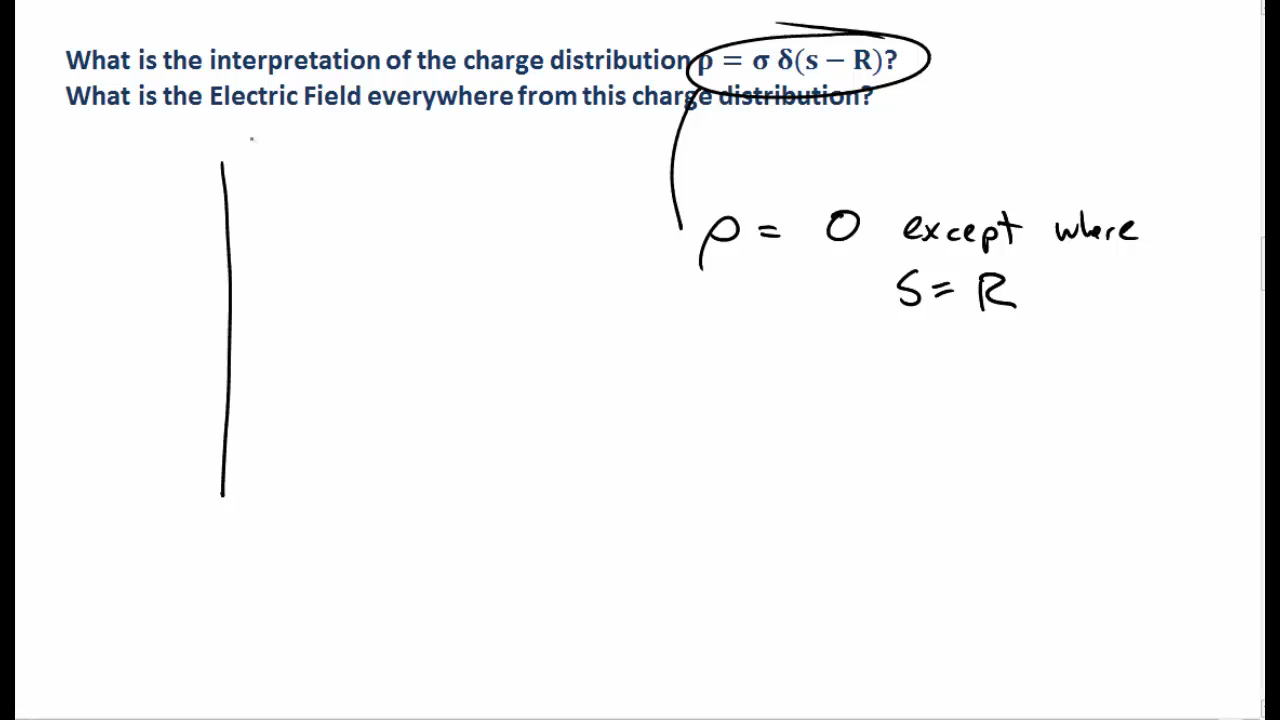 What is the interpretation of the charge distribution ρ = σ δ(s − R)?
What is the Electric Field everywhere from this charge distribution?
ρ = 0 except where
S = R